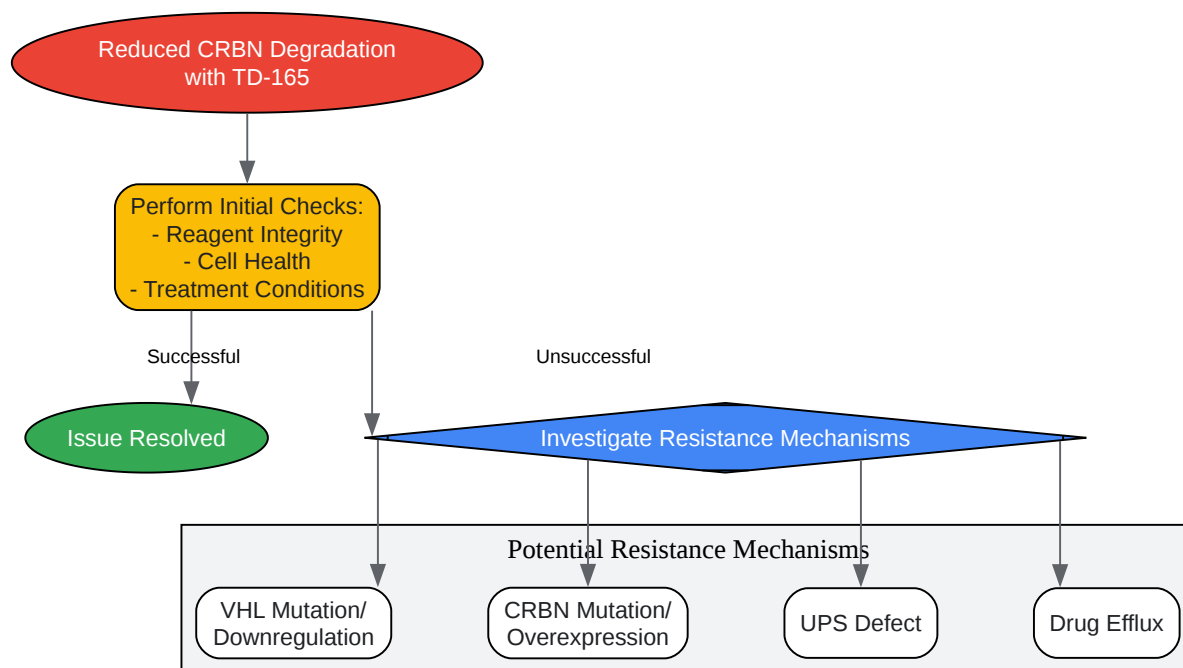 Reduced CRBN Degradation
with TD-165
Perform Initial Checks:
- Reagent Integrity
- Cell Health
- Treatment Conditions
Successful
Unsuccessful
Issue Resolved
Investigate Resistance Mechanisms
Potential Resistance Mechanisms
VHL Mutation/
Downregulation
CRBN Mutation/
Overexpression
UPS Defect
Drug Efflux